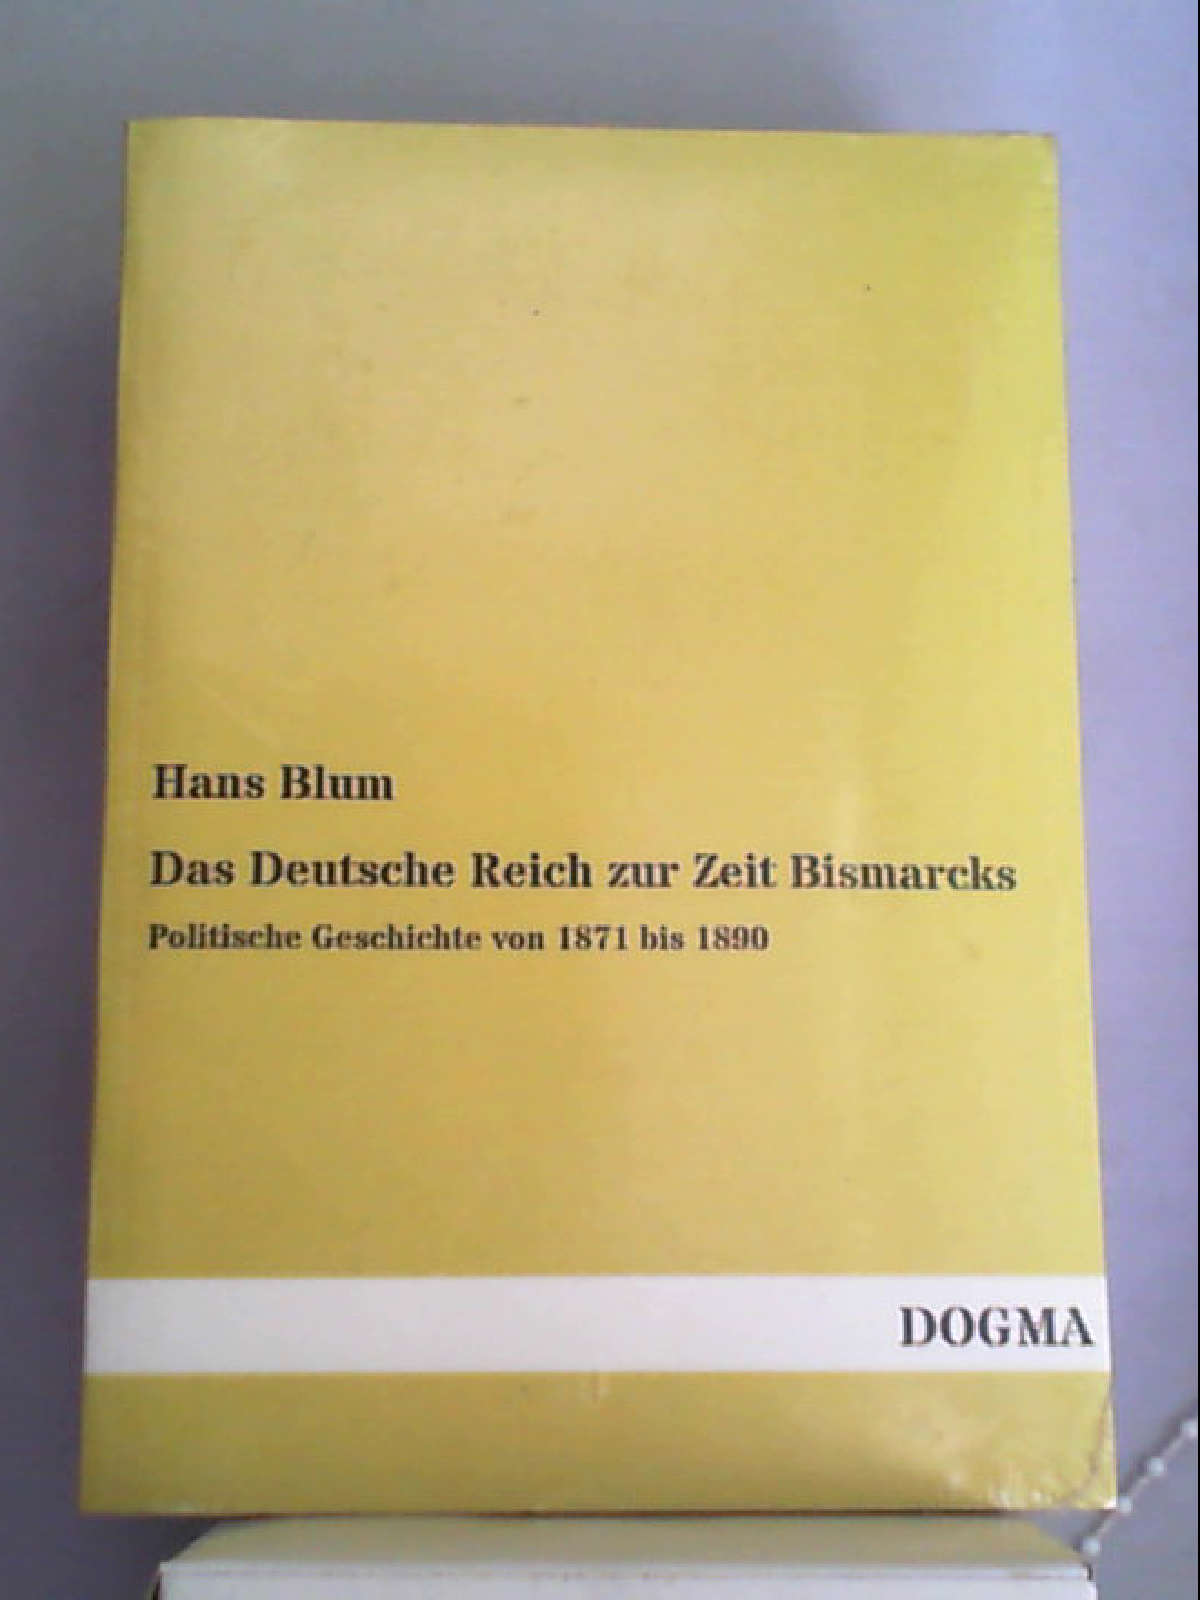 Hans Blum
Das Deutsche Reich zur Zeit Bismarcks
Politische Geschichte von 1871 bis 1890
DOGMA